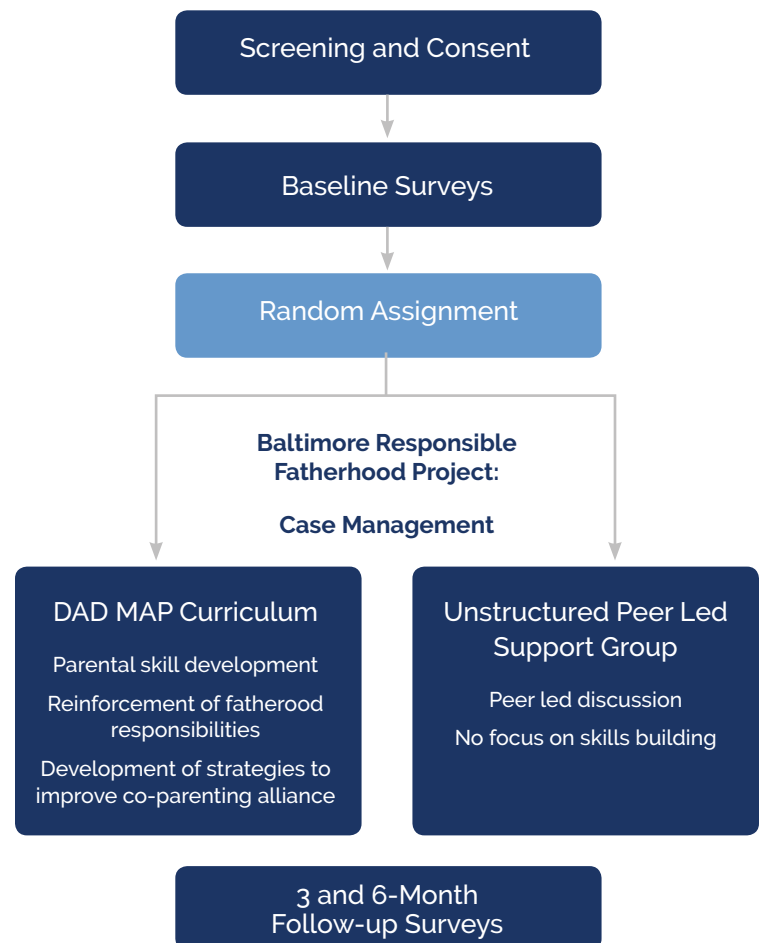 Screening and Consent
Baseline Surveys
Random Assignment
Baltimore Responsible
Fatherhood Project:
Case Management
DAD MAP Curriculum
Parental skill development
Reinforcement of fatherood
responsibilities
Development of strategies to
improve co-parenting alliance
Unstructured Peer Led
Support Group
Peer led discussion
No focus on skills building
3 and 6-Month
Follow-up Surveys